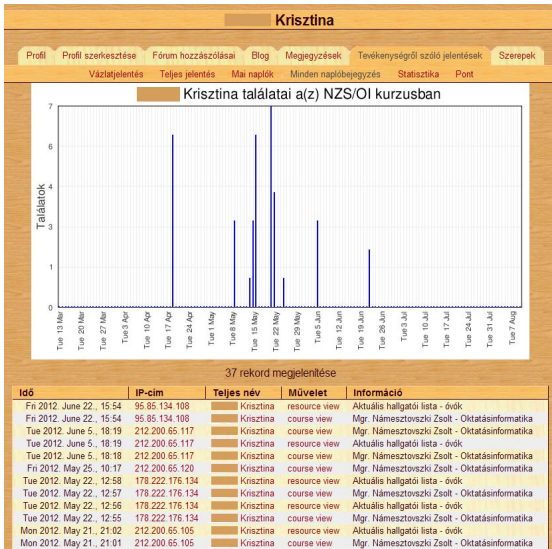 Krisztina
Profil Profil szerkesztése Fórum hozzászólásai Blog Megjegyzések Tevékenységről szóló jelentések Szerepek
Vázlatjelentés Teljes jelentés Mai naplók Minden naplóbejegyzés Statisztika Pont
Krisztina találatai a(z) NZS/OI kurzusban
Találatok
7
6
4
3
1
0
Tue 13 Mar Tue 20 Mar Tue 27 Mar Tue 3 Apr Tue 10 Apr Tue 17 Apr Tue 24 Apr Tue 1 May Tue 8 May Tue 15 May Tue 22 May Tue 29 May Tue 5 Jun Tue 12 Jun Tue 19 Jun Tue 26 Jun Tue 3 Jul Tue 10 Jul Tue 17 Jul Tue 24 Jul Tue 31 Jul Tue 7 Aug
37 rekord megjelenítése
Idő IP-cím Teljes név Művelet Információ
Fri 2012. June 22., 15:54 95.85.134.108 Krisztina resource view Aktuális hallgatói lista - óvók
Fri 2012. June 22., 15:54 95.85.134.108 Krisztina course view Mgr. Námesztovszki Zsolt - Oktatásinformatika
Tue 2012. June 5., 18:19 212.200.65.117 Krisztina course view Mgr. Námesztovszki Zsolt - Oktatásinformatika
Tue 2012. June 5., 18:19 212.200.65.117 Krisztina resource view Aktuális hallgatói lista - óvók
Tue 2012. June 5., 18:18 212.200.65.117 Krisztina course view Mgr. Námesztovszki Zsolt - Oktatásinformatika
Fri 2012. May 25., 10:17 212.200.65.120 Krisztina course view Mgr. Námesztovszki Zsolt - Oktatásinformatika
Tue 2012. May 22., 12:58 178.222.176.134 Krisztina resource view Aktuális hallgatói lista - óvók
Tue 2012. May 22., 12:57 178.222.176.134 Krisztina course view Mgr. Námesztovszki Zsolt - Oktatásinformatika
Tue 2012. May 22., 12:56 178.222.176.134 Krisztina resource view Aktuális hallgatói lista - óvók
Tue 2012. May 22., 12:55 178.222.176.134 Krisztina course view Mgr. Námesztovszki Zsolt - Oktatásinformatika
Mon 2012. May 21., 21:02 212.200.65.105 Krisztina resource view Aktuális hallgatói lista - óvók
Mon 2012. May 21., 21:01 212.200.65.105 Krisztina course view Mgr. Námesztovszki Zsolt - Oktatásinformatika